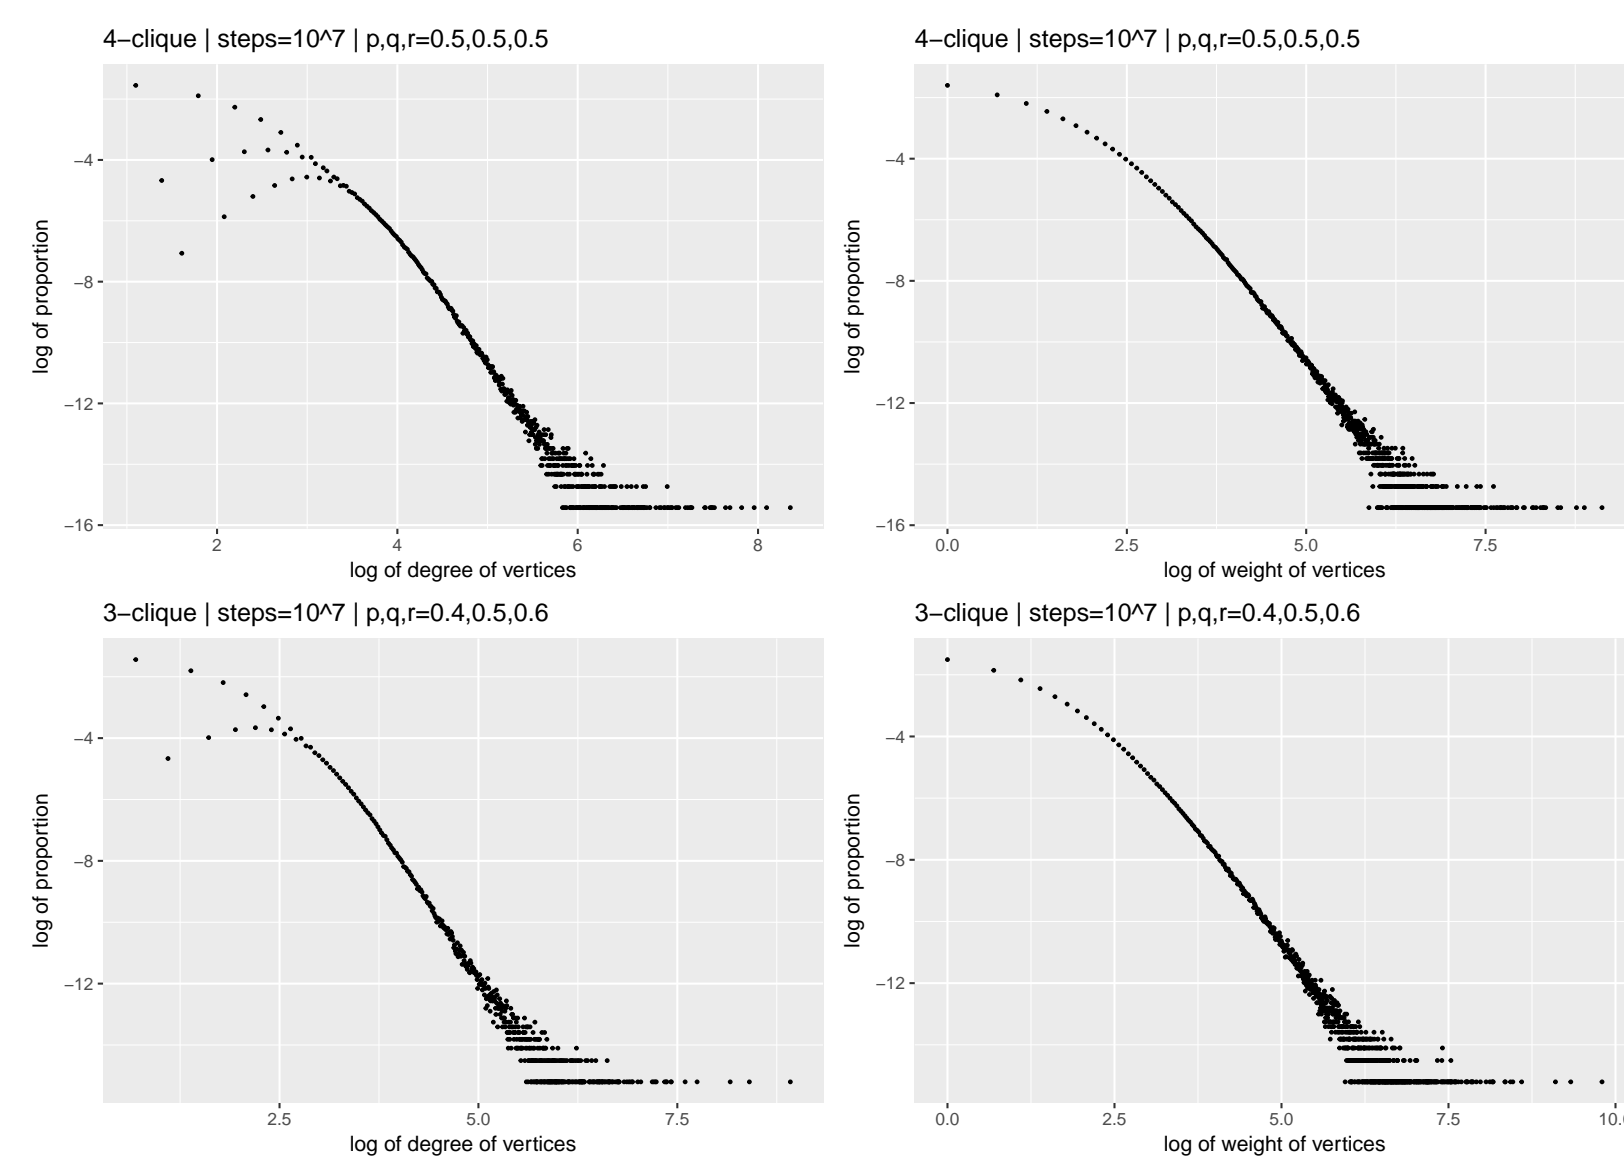 4−clique | steps=10^7 | p,q,r=0.5,0.5,0.5
log of proportion
−4
−8
−12
−16
2 4 6 8
log of degree of vertices
4−clique | steps=10^7 | p,q,r=0.5,0.5,0.5
log of proportion
−4
−8
−12
−16
0.0 2.5 5.0 7.5
log of weight of vertices
3−clique | steps=10^7 | p,q,r=0.4,0.5,0.6
log of proportion
−4
−8
−12
2.5 5.0 7.5
log of degree of vertices
3−clique | steps=10^7 | p,q,r=0.4,0.5,0.6
log of proportion
−4
−8
−12
0.0 2.5 5.0 7.5 10.
log of weight of vertices